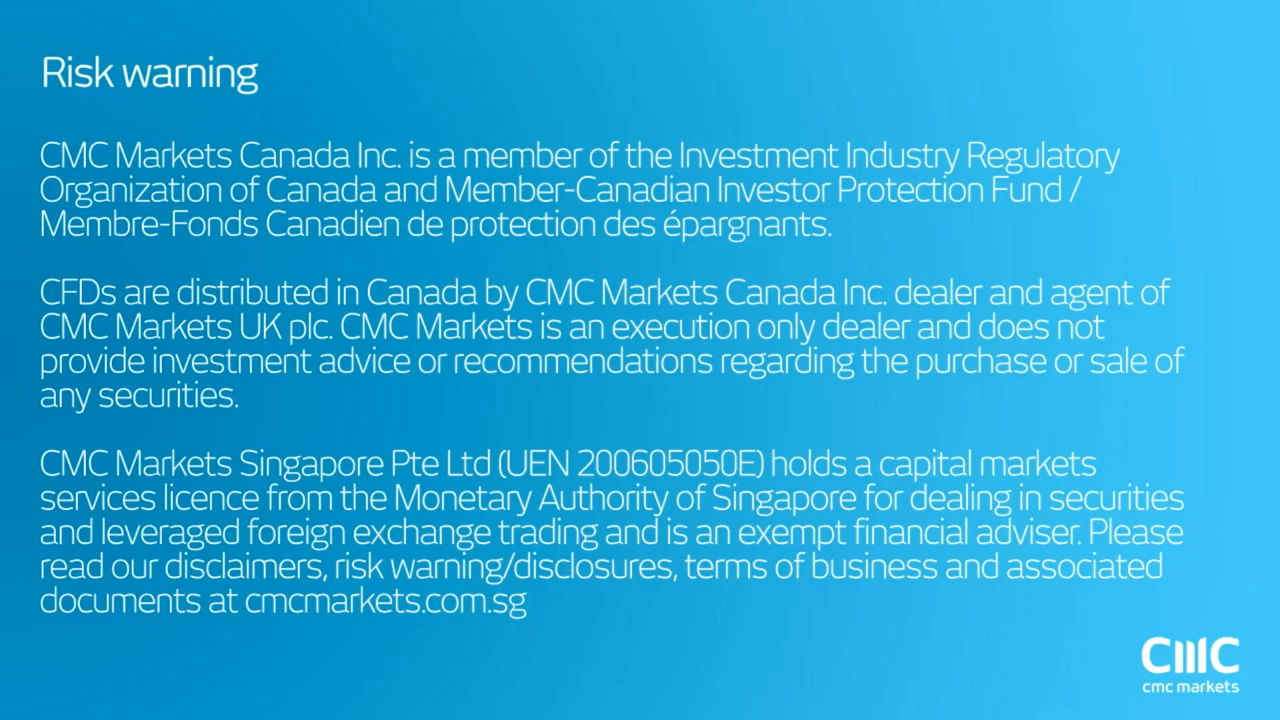 Risk warning
CMC Markets Canada Inc. is a member of the Investment Industry Regulatory
Organization of Canada and Member-Canadian Investor Protection Fund /
Membre-Fonds Canadien de protection des épargnants.
CFDs are distributed in Canada by CMC Markets Canada Inc. dealer and agent of
CMC Markets UK plc. CMC Markets is an execution only dealer and does not
provide investment advice or recommendations regarding the purchase or sale of
any securities.
CMC Markets Singapore Pte Ltd (UEN 200605050E) holds a capital markets
services licence from the Monetary Authority of Singapore for dealing in securities
and leveraged foreign exchange trading and is an exempt financial adviser. Please
read our disclaimers, risk warning/disclosures, terms of business and associated
documents at cmcmarkets.com.sg
CMC
cmc markets